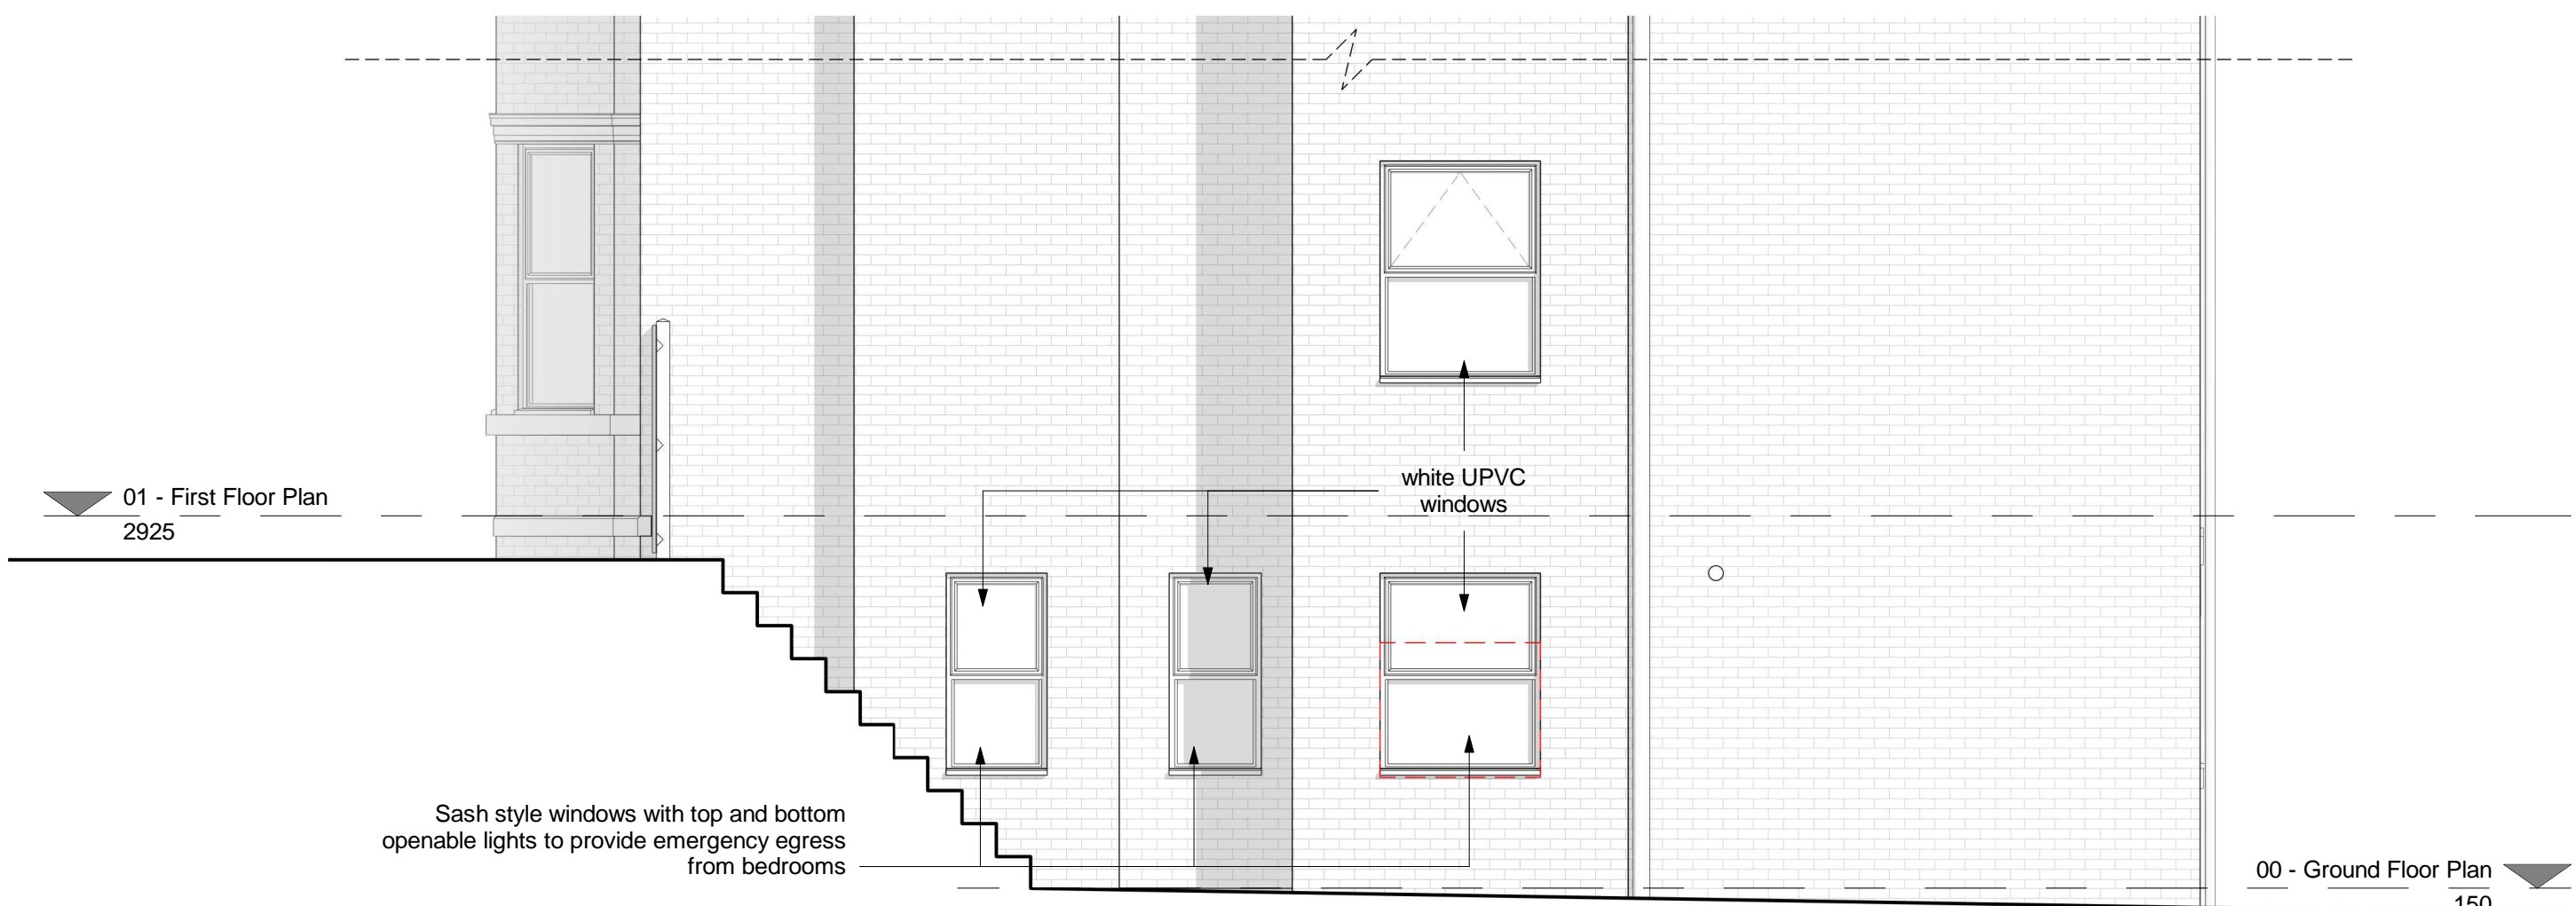 01 - First Floor Plan
2925
white UPVC
windows
Sash style windows with top and bottom
openable lights to provide emergency egress
from bedrooms
00 - Ground Floor Plan
150